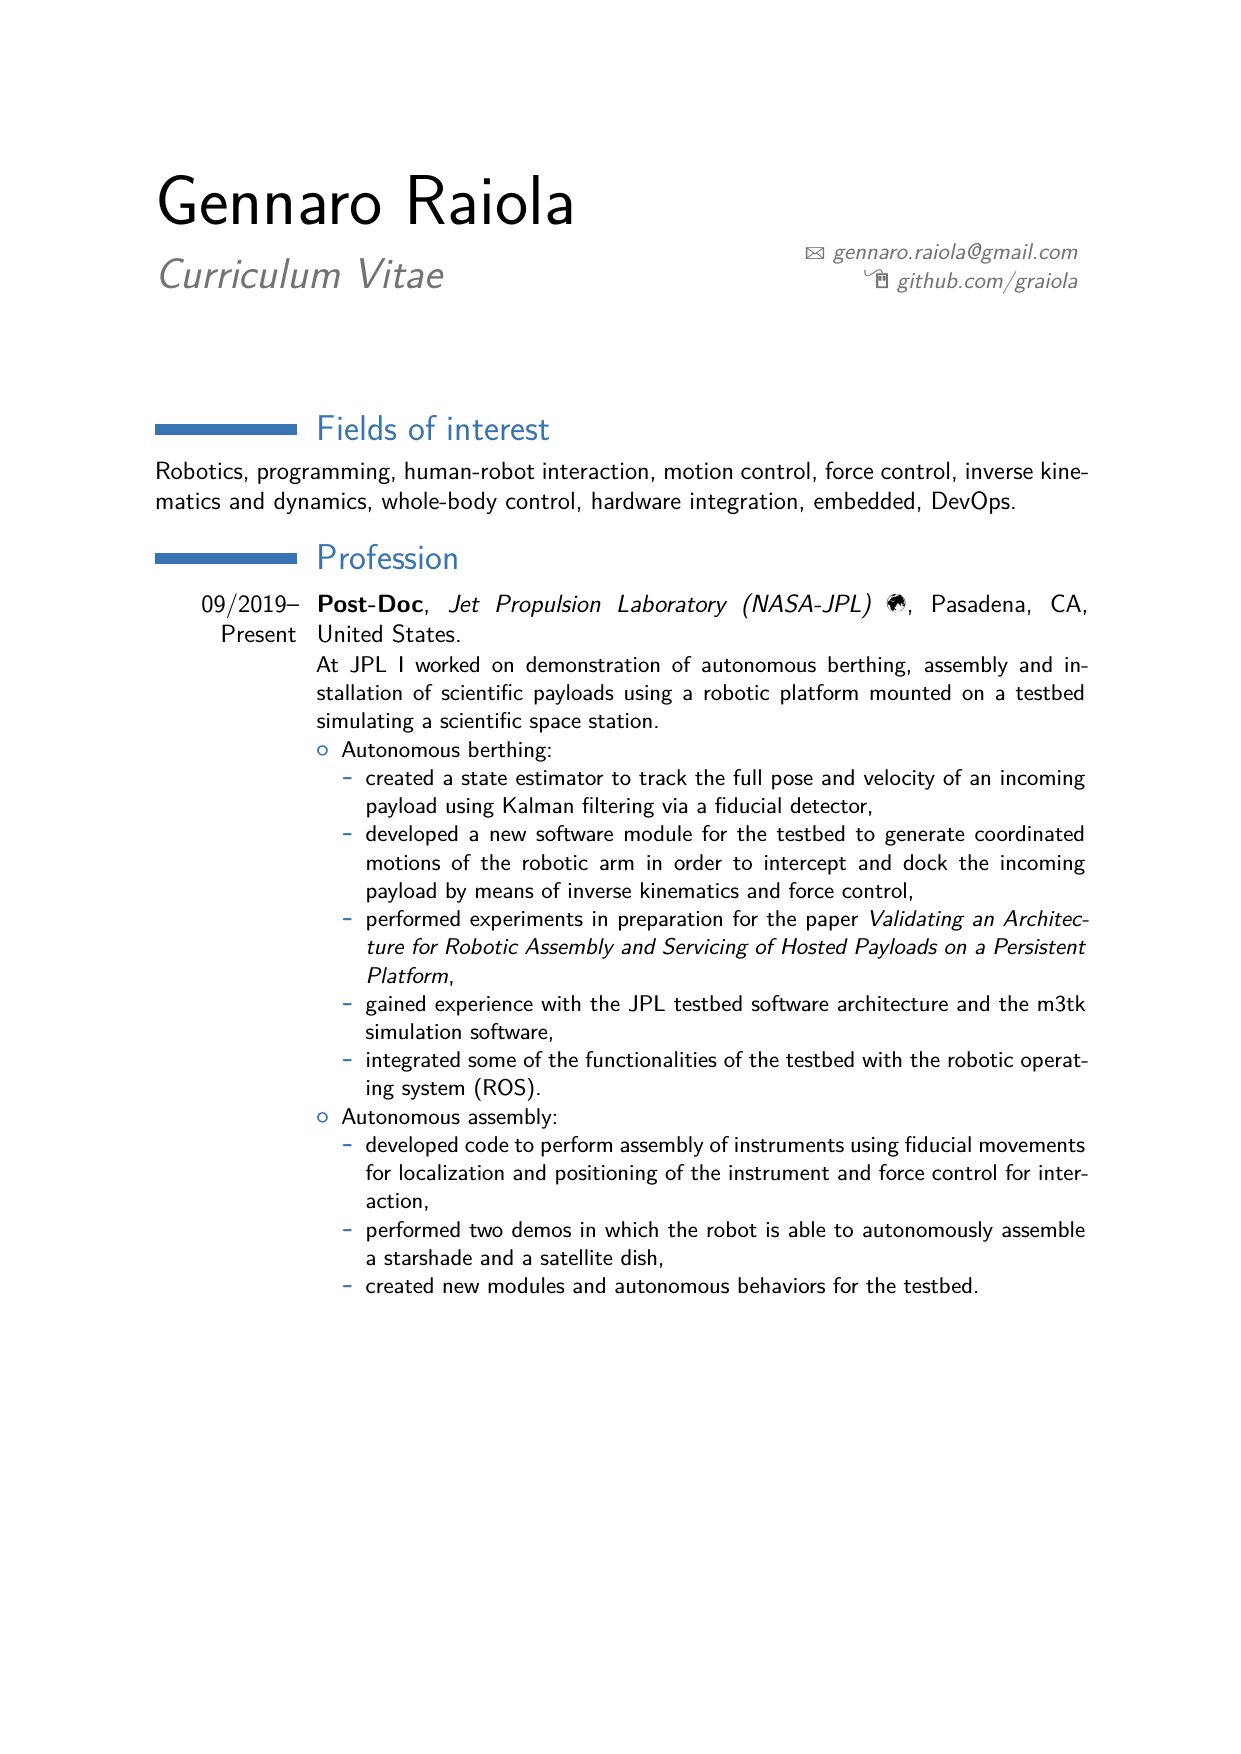 Gennaro Raiola
Curriculum Vitae
gennaro.raiola@gmail.com
github.com/graiola
Fields of interest
Robotics, programming, human-robot interaction, motion control, force control, inverse kine-
matics and dynamics, whole-body control, hardware integration, embedded, DevOps.
Profession
09/2019– Post-Doc, Jet Propulsion Laboratory (NASA-JPL) , Pasadena, CA,
Present United States.
At JPL I worked on demonstration of autonomous berthing, assembly and in-
stallation of scientific payloads using a robotic platform mounted on a testbed
simulating a scientific space station.
○ Autonomous berthing:
– created a state estimator to track the full pose and velocity of an incoming
payload using Kalman filtering via a fiducial detector,
– developed a new software module for the testbed to generate coordinated
motions of the robotic arm in order to intercept and dock the incoming
payload by means of inverse kinematics and force control,
– performed experiments in preparation for the paper Validating an Architec-
ture for Robotic Assembly and Servicing of Hosted Payloads on a Persistent
Platform,
– gained experience with the JPL testbed software architecture and the m3tk
simulation software,
– integrated some of the functionalities of the testbed with the robotic operat-
ing system (ROS).
○ Autonomous assembly:
– developed code to perform assembly of instruments using fiducial movements
for localization and positioning of the instrument and force control for inter-
action,
– performed two demos in which the robot is able to autonomously assemble
a starshade and a satellite dish,
– created new modules and autonomous behaviors for the testbed.